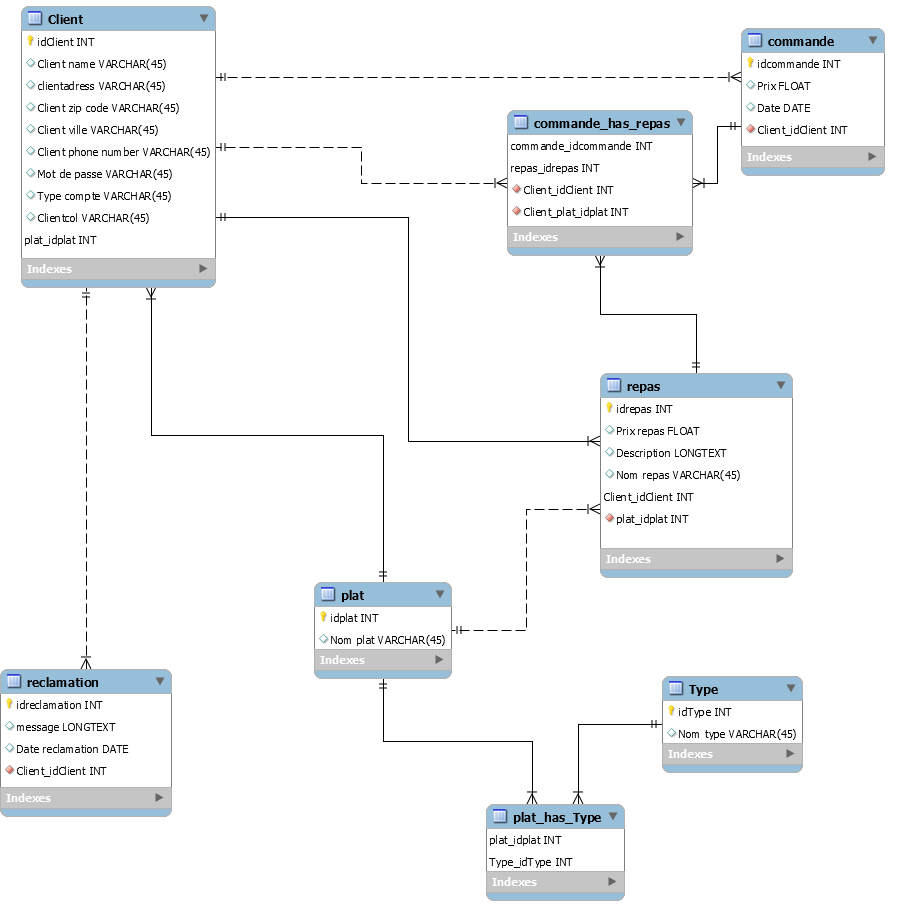 Client
idClient INT
Client name VARCHAR(45)
clientadress VARCHAR(45)
Client zip code VARCHAR(45)
Client ville VARCHAR(45)
Client phone number VARCHAR(45)
Mot de passe VARCHAR(45)
Type compte VARCHAR(45)
Clientcol VARCHAR(45)
plat_idplat INT
Indexes
commande
idcommande INT
Prix FLOAT
Date DATE
Client_idClient INT
Indexes
commande_has_repas
commande_idcommande INT
repas_idrepas INT
Client_idClient INT
Client_plat_idplat INT
Indexes
repas
idrepas INT
Prix repas FLOAT
Description LONGTEXT
Nom repas VARCHAR(45)
Client_idClient INT
plat_idplat INT
Indexes
plat
idplat INT
Nom plat VARCHAR(45)
Indexes
reclamation
idreclamation INT
message LONGTEXT
Date reclamation DATE
Client_idClient INT
Indexes
Type
idType INT
Nom type VARCHAR(45)
Indexes
plat_has_Type
plat_idplat INT
Type_idType INT
Indexes